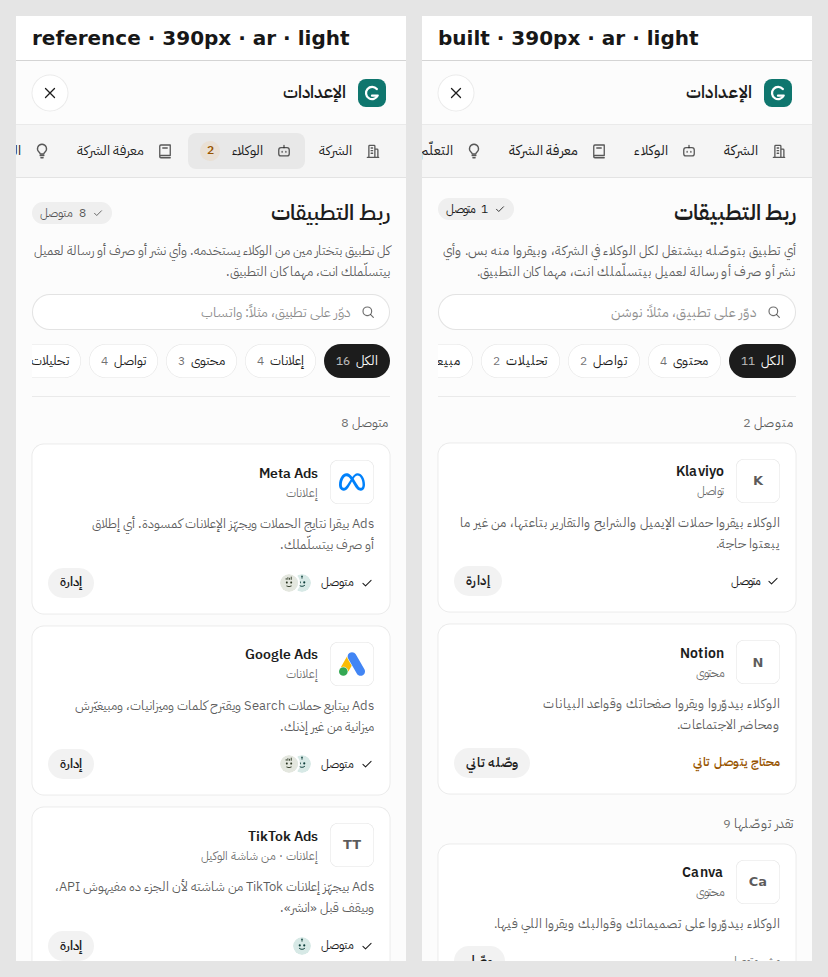 reference · 390px · ar · light
الإعدادات
الشركة
الوكلاء 2
معرفة الشركة
ربط التطبيقات
8 متوصل
كل تطبيق بتختار مين من الوكلاء يستخدمه. وأي نشر أو صرف أو رسالة لعميل
بيتسلّملك انت، مهما كان التطبيق.
دوّر على تطبيق، مثلاً: واتساب
الكل 16
إعلانات 4
محتوى 3
تواصل 4
تحليلات
متوصل 8
Meta Ads
إعلانات
Ads بيقرا نتايج الحملات ويجهّز الإعلانات كمسودة. أي إطلاق
أو صرف بيتسلّملك.
متوصل
إدارة
Google Ads
إعلانات
Ads بيتابع حملات Search ويقترح كلمات وميزانيات، ومبيغيّرش
ميزانية من غير إذنك.
متوصل
إدارة
TT
TikTok Ads
إعلانات · من شاشة الوكيل
Ads بيجهّز إعلانات TikTok من شاشته لأن الجزء ده مفيهوش API،
وبيقف قبل «انشر».
متوصل
إدارة
built · 390px · ar · light
الإعدادات
الشركة
الوكلاء
معرفة الشركة
التعلّم
ربط التطبيقات
1 متوصل
أي تطبيق بتوصّله بيشتغل لكل الوكلاء في الشركة، وبيقروا منه بس. وأي
نشر أو صرف أو رسالة لعميل بيتسلّملك انت، مهما كان التطبيق.
دوّر على تطبيق، مثلاً: نوشن
الكل 11
محتوى 4
تواصل 2
تحليلات 2
متوصل 2
K
Klaviyo
تواصل
الوكلاء بيقروا حملات الإيميل والشرايح والتقارير بتاعتها، من غير ما
يبعتوا حاجة.
متوصل
إدارة
N
Notion
محتوى
الوكلاء بيدوّروا ويقروا صفحاتك وقواعد البيانات
ومحاضر الاجتماعات.
محتاج يتوصل تاني
وصّله تاني
تقدر توصّلها 9
Ca
Canva
محتوى
الوكلاء بيدوّروا على تصميماتك وقوالبك ويقروا اللي فيها.